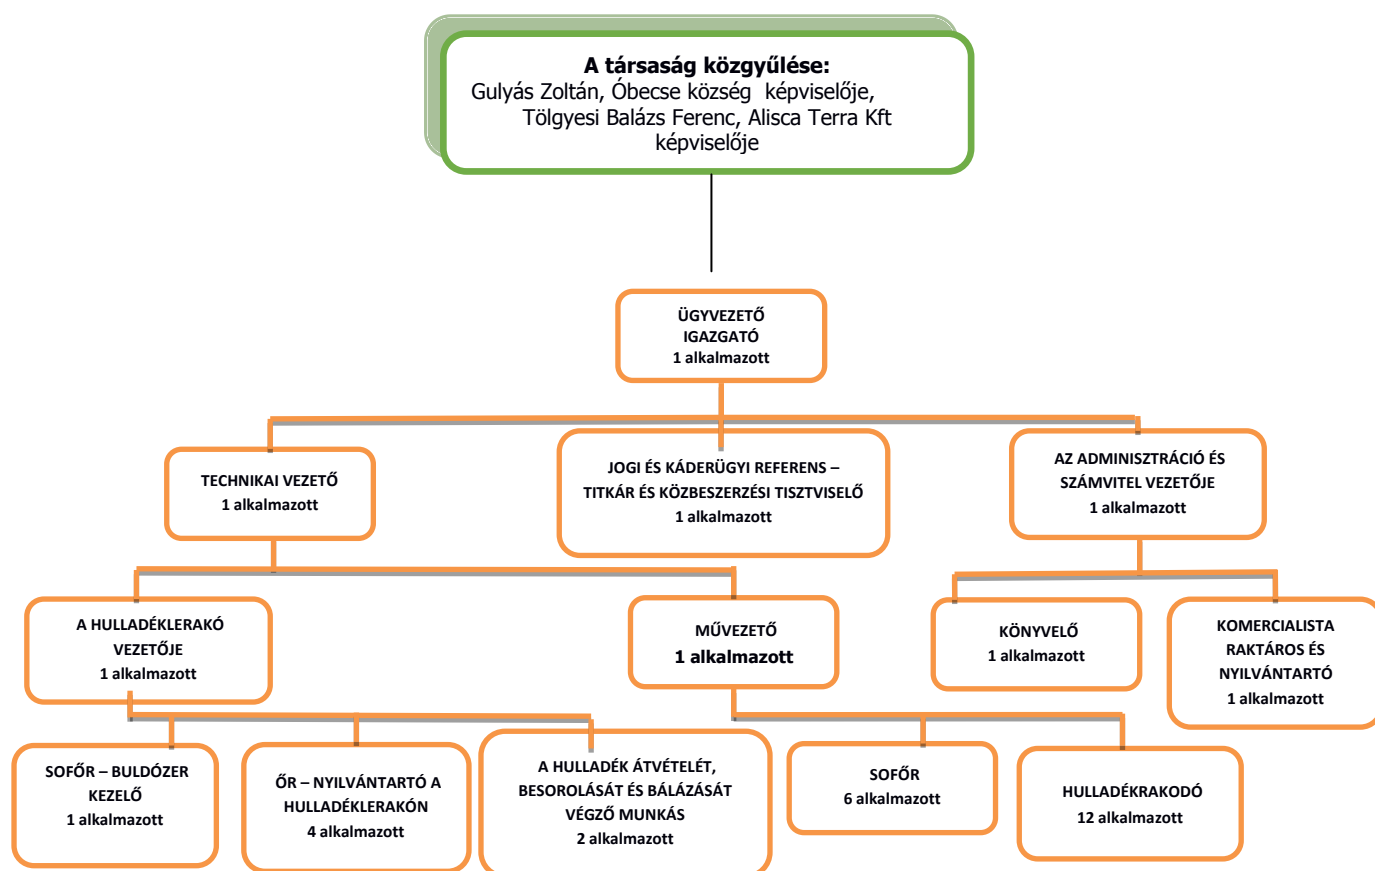 A társaság közgyűlése:
Gulyás Zoltán, Óbecse község képviselője,
Tölgyesi Balázs Ferenc, Alisca Terra Kft
képviselője
ÜGYVEZETŐ
IGAZGATÓ
1 alkalmazott
TECHNIKAI VEZETŐ
1 alkalmazott
JOGI ÉS KÁDERÜGYI REFERENS –
TITKÁR ÉS KÖZBESZERZÉSI TISZTVISELŐ
1 alkalmazott
AZ ADMINISZTRÁCIÓ ÉS
SZÁMVITEL VEZETŐJE
1 alkalmazott
A HULLADÉKLERAKÓ
VEZETŐJE
1 alkalmazott
MŰVEZETŐ
1 alkalmazott
KÖNYVELŐ
1 alkalmazott
KOMERCIALISTA
RAKTÁROS ÉS
NYILVÁNTARTÓ
1 alkalmazott
SOFŐR – BULDÓZER
KEZELŐ
1 alkalmazott
ŐR – NYILVÁNTARTÓ A
HULLADÉKLERAKÓN
4 alkalmazott
A HULLADÉK ÁTVÉTELÉT,
BESOROLÁSÁT ÉS BÁLÁZÁSÁT
VÉGZŐ MUNKÁS
2 alkalmazott
SOFŐR
6 alkalmazott
HULLADÉKRAKODÓ
12 alkalmazott